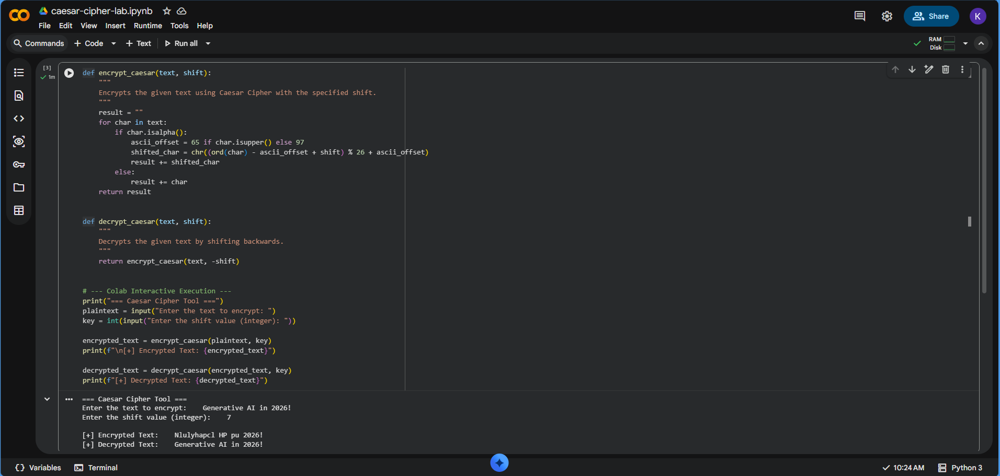 caesar-cipher-lab.ipynb
File Edit View Insert Runtime Tools Help
Share
K
Commands + Code + Text Run all
RAM
Disk
[3]
1m
def encrypt_caesar(text, shift):
    """
    Encrypts the given text using Caesar Cipher with the specified shift.
    """
    result = ""
    for char in text:
        if char.isalpha():
            ascii_offset = 65 if char.isupper() else 97
            shifted_char = chr((ord(char) - ascii_offset + shift) % 26 + ascii_offset)
            result += shifted_char
        else:
            result += char
    return result
def decrypt_caesar(text, shift):
    """
    Decrypts the given text by shifting backwards.
    """
    return encrypt_caesar(text, -shift)
# --- Colab Interactive Execution ---
print("=== Caesar Cipher Tool ===")
plaintext = input("Enter the text to encrypt: ")
key = int(input("Enter the shift value (integer): "))
encrypted_text = encrypt_caesar(plaintext, key)
print(f"\n[+] Encrypted Text: {encrypted_text}")
decrypted_text = decrypt_caesar(encrypted_text, key)
print(f"[+] Decrypted Text: {decrypted_text}")
=== Caesar Cipher Tool ===
Enter the text to encrypt:    Generative AI in 2026!
Enter the shift value (integer):    7
[+] Encrypted Text:    Nlulyhapcl HP pu 2026!
[+] Decrypted Text:    Generative AI in 2026!
Variables Terminal
10:24 AM Python 3